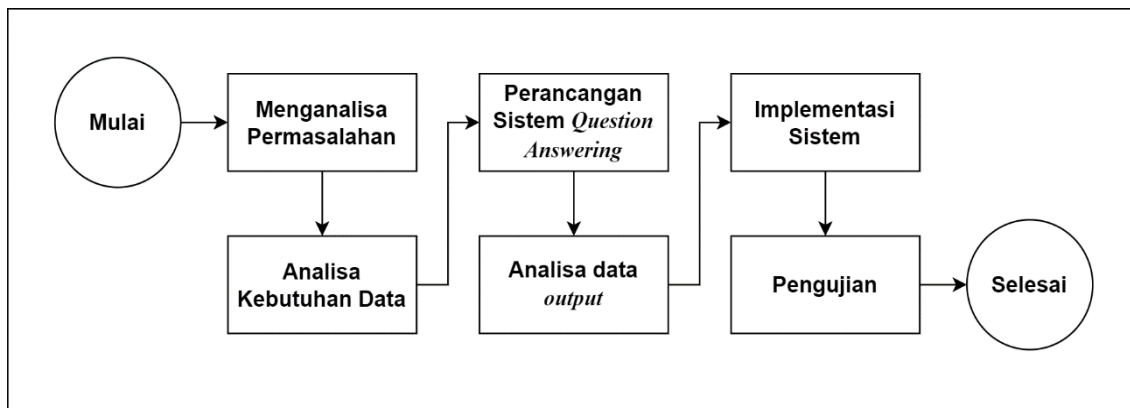 Mulai
Menganalisa
Permasalahan
Analisa
Kebutuhan Data
Perancangan
Sistem Question
Answering
Analisa data
output
Implementasi
Sistem
Pengujian
Selesai